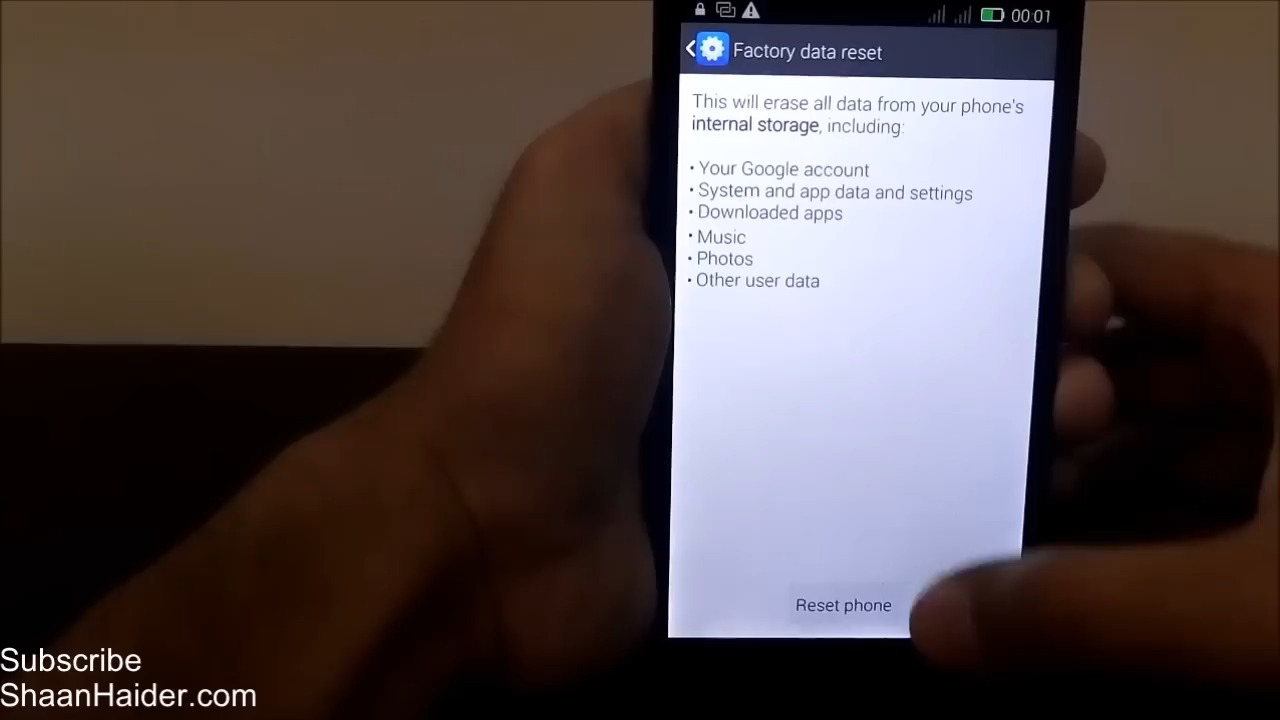 00:01
Factory data reset
This will erase all data from your phone's
internal storage, including:
• Your Google account
• System and app data and settings
• Downloaded apps
• Music
• Photos
• Other user data
Reset phone
Subscribe
ShaanHaider.com